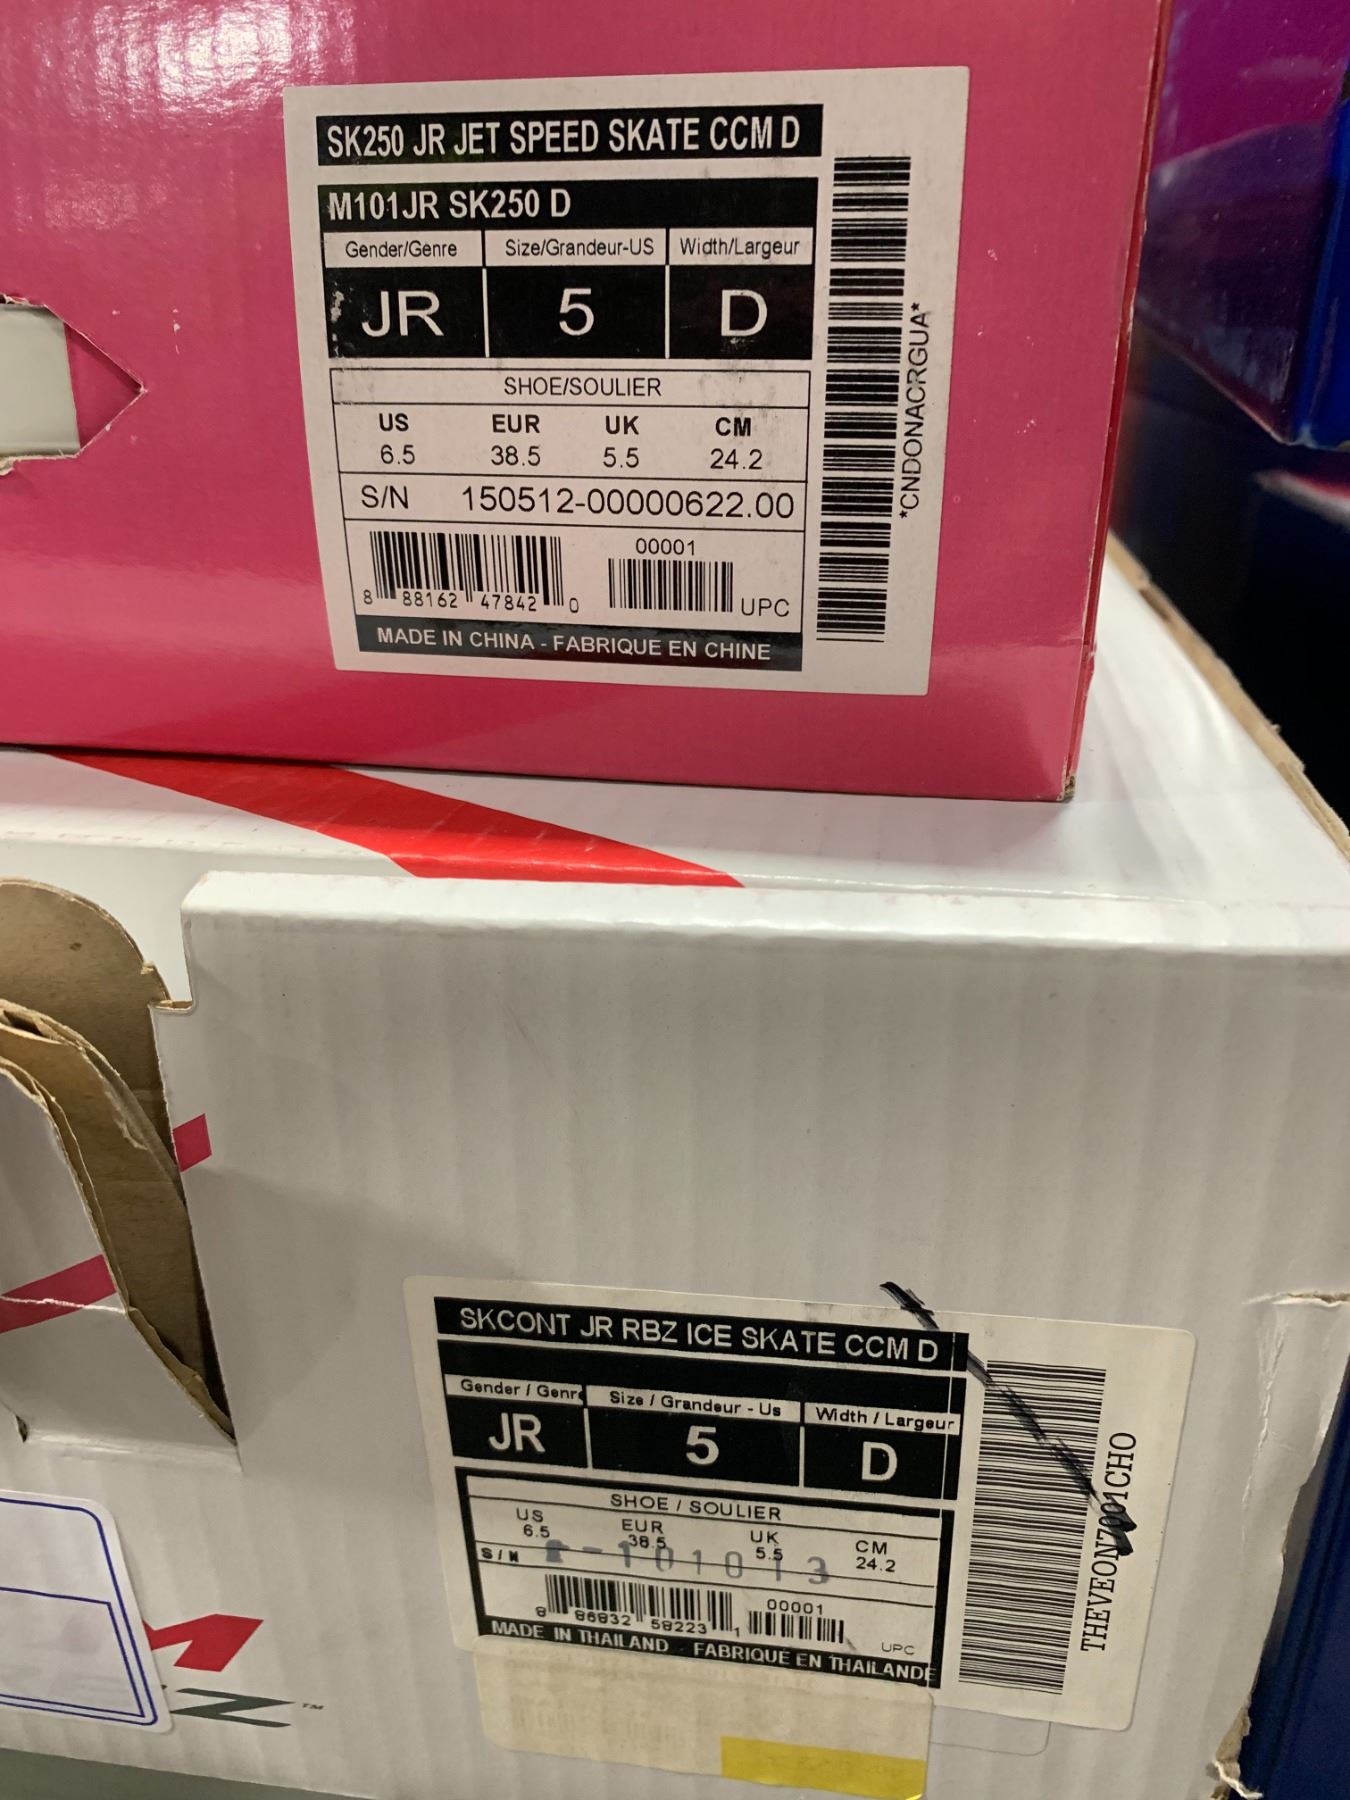 SK250 JR JET SPEED SKATE CCM D
M101JR SK250 D
Gender/Genre Size/Grandeur-US Width/Largeur
JR 5 D
SHOE/SOULIER
US EUR UK CM
6.5 38.5 5.5 24.2
S/N 150512-00000622.00
00001
8 88162 47842 0 UPC
MADE IN CHINA - FABRIQUE EN CHINE
*CNDONACRGUA*
SKCONT JR RBZ ICE SKATE CCM D
Gender / Genre Size / Grandeur - Us Width / Largeur
JR 5 D
SHOE / SOULIER
US EUR UK CM
6.5 38.5 5.5 24.2
S/N 101013
00001
8 86832 58223 1 UPC
MADE IN THAILAND - FABRIQUE EN THAILANDE
THEVEON7001CHO
Z™